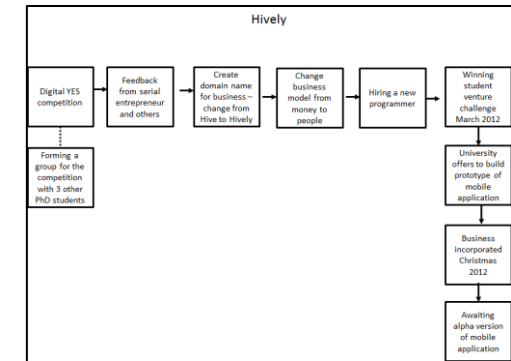 Hively
Digital YES
competition
Feedback
from serial
entrepreneur
and others
Create
domain name
for business –
change from
Hive to Hively
Change
business
model from
money to
people
Hiring a new
programmer
Winning
student
venture
challenge
March 2012
Forming a
group for the
competition
with 3 other
PhD students
University
offers to build
prototype of
mobile
application
Business
incorporated
Christmas
2012
Awaiting
alpha version
of mobile
application